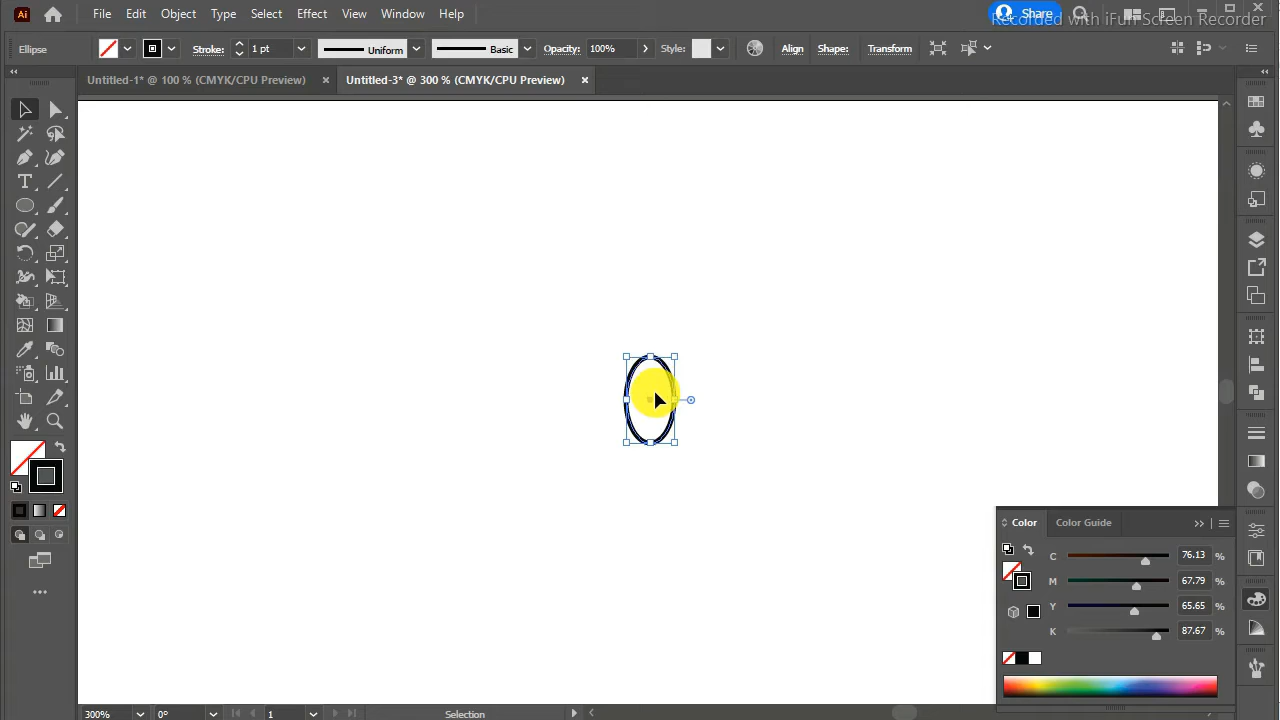 Ai File Edit Object Type Select Effect View Window Help Share
Recorded with iFun Screen Recorder
Ellipse Stroke: 1 pt Uniform Basic Opacity: 100% Style: Align Shape: Transform
Untitled-1* @ 100 % (CMYK/CPU Preview) × Untitled-3* @ 300 % (CMYK/CPU Preview) ×
T
Color Color Guide
C 76.13 %
M 67.79 %
Y 65.65 %
K 87.67 %
300% 0° 1 Selection